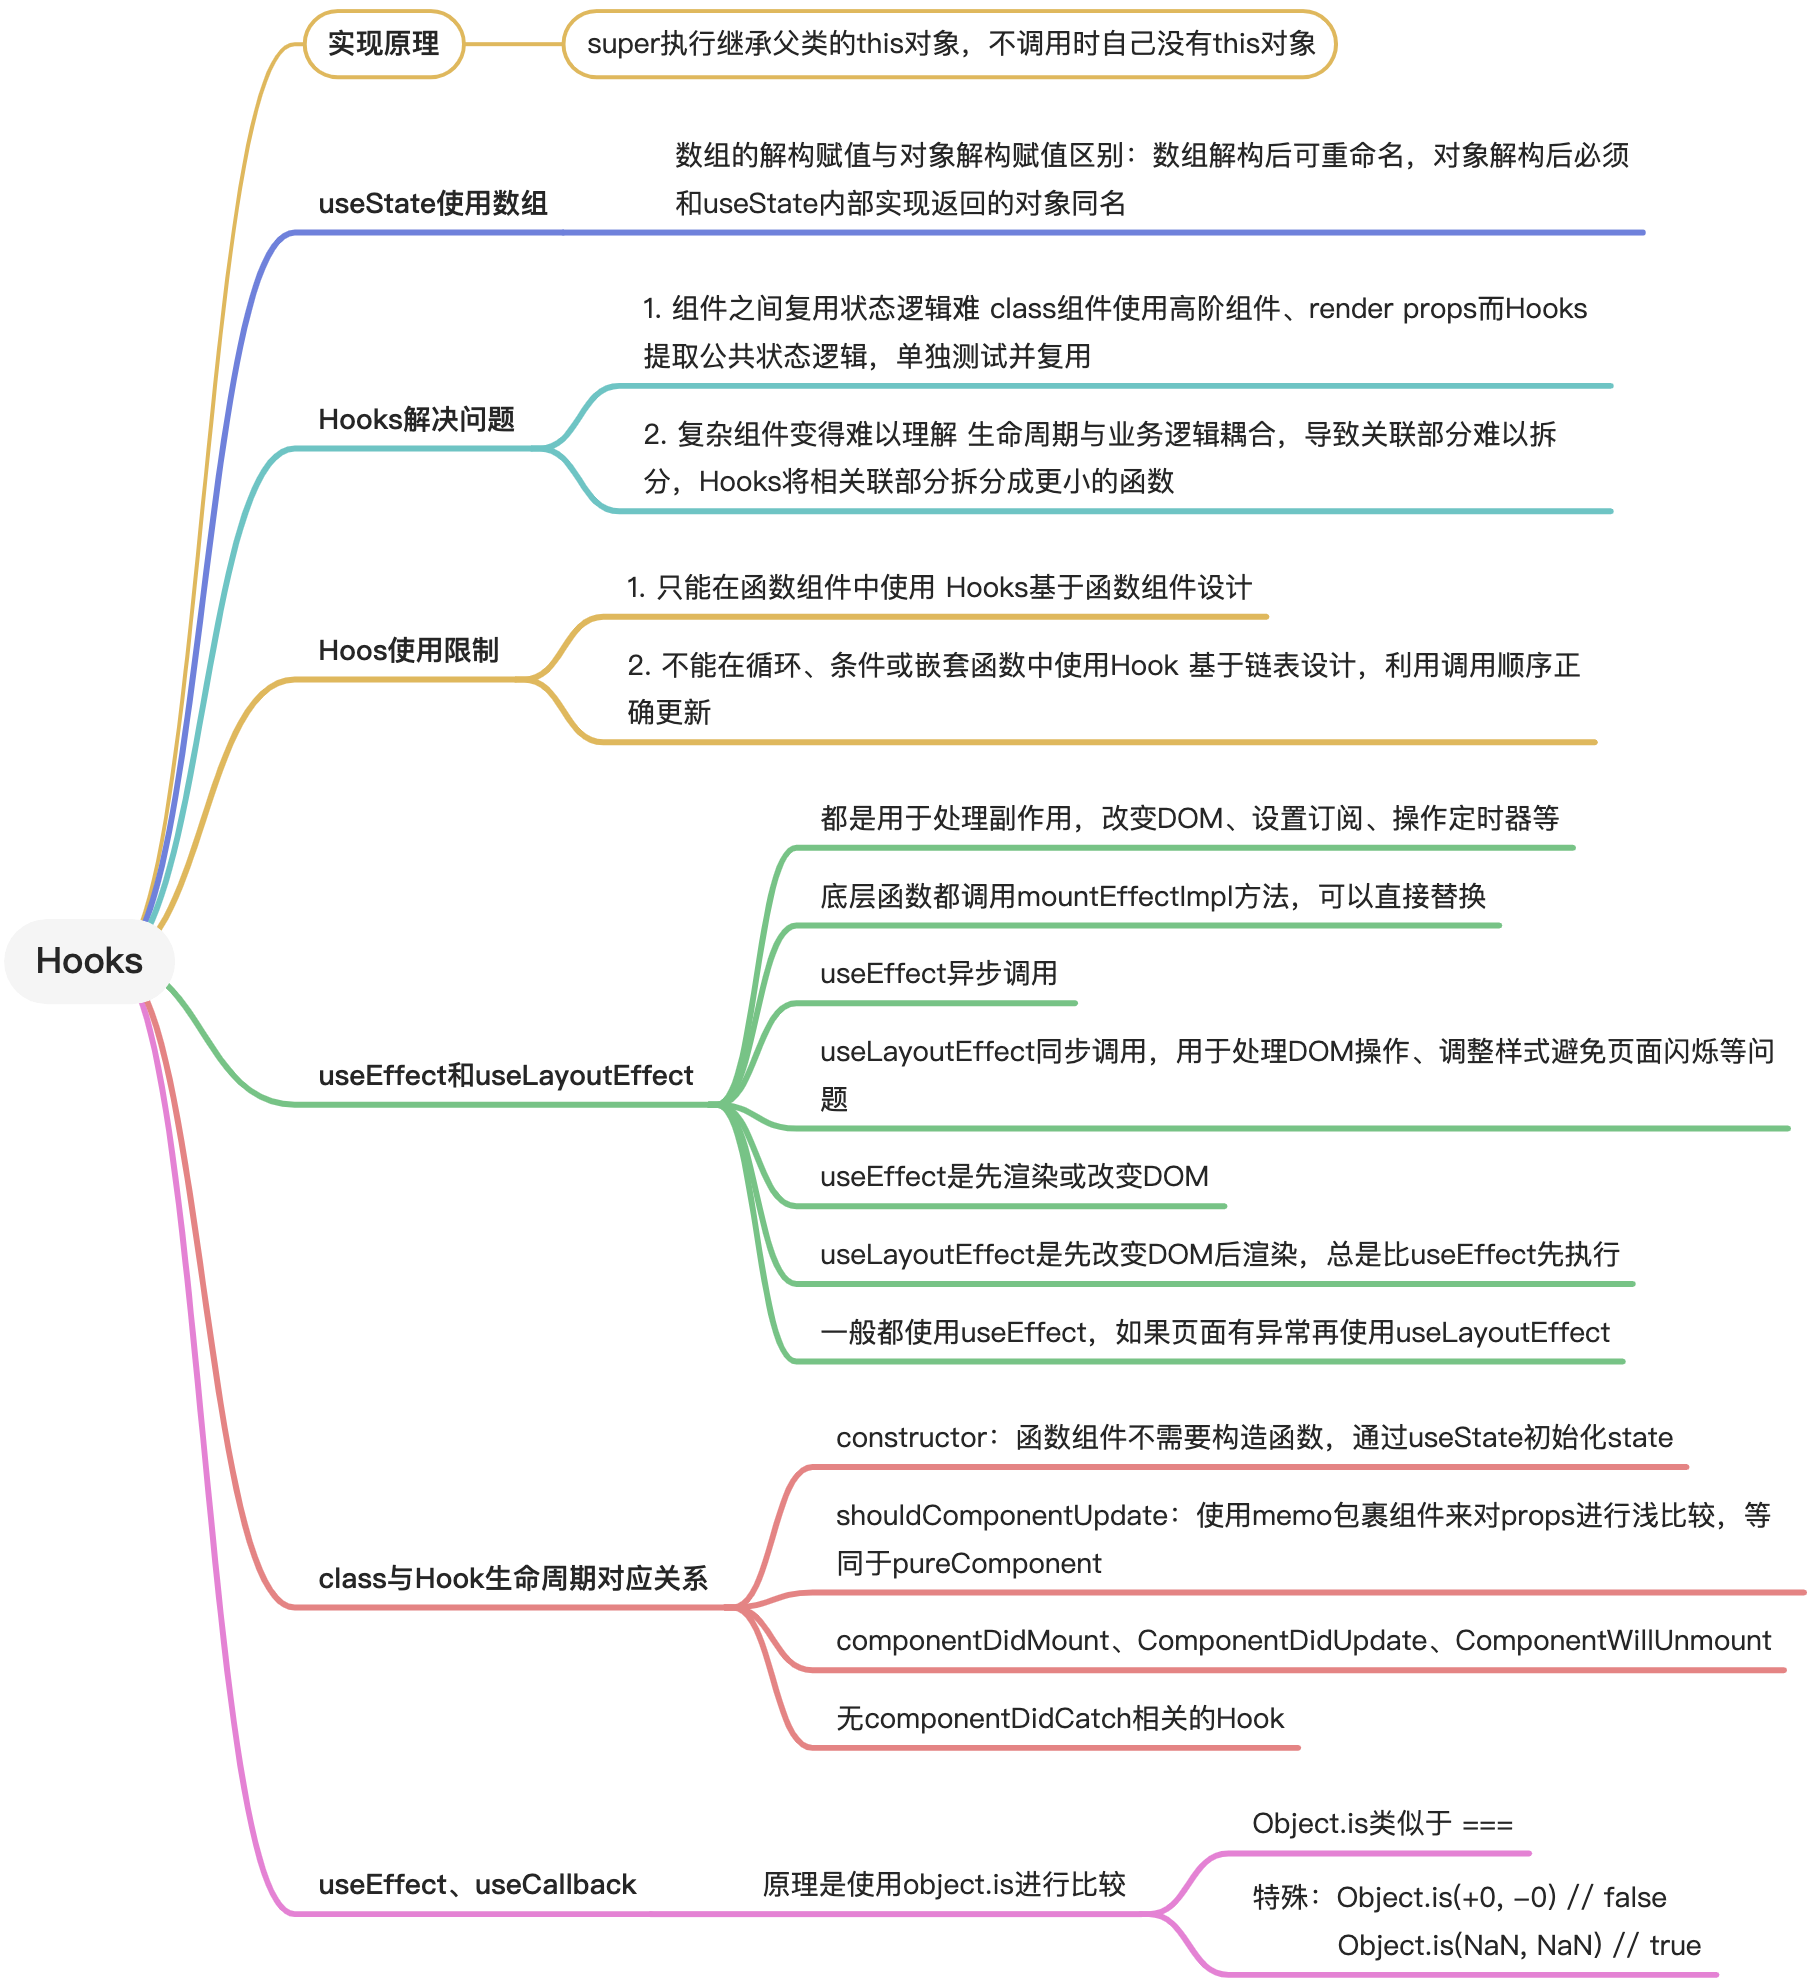 实现原理
super执行继承父类的this对象，不调用时自己没有this对象
数组的解构赋值与对象解构赋值区别：数组解构后可重命名，对象解构后必须
和useState内部实现返回的对象同名
useState使用数组
1. 组件之间复用状态逻辑难 class组件使用高阶组件、render props而Hooks
提取公共状态逻辑，单独测试并复用
Hooks解决问题
2. 复杂组件变得难以理解 生命周期与业务逻辑耦合，导致关联部分难以拆
分，Hooks将相关联部分拆分成更小的函数
1. 只能在函数组件中使用 Hooks基于函数组件设计
Hoos使用限制
2. 不能在循环、条件或嵌套函数中使用Hook 基于链表设计，利用调用顺序正
确更新
Hooks
都是用于处理副作用，改变DOM、设置订阅、操作定时器等
底层函数都调用mountEffectImpl方法，可以直接替换
useEffect异步调用
useEffect和useLayoutEffect
useLayoutEffect同步调用，用于处理DOM操作、调整样式避免页面闪烁等问
题
useEffect是先渲染或改变DOM
useLayoutEffect是先改变DOM后渲染，总是比useEffect先执行
一般都使用useEffect，如果页面有异常再使用useLayoutEffect
constructor：函数组件不需要构造函数，通过useState初始化state
shouldComponentUpdate：使用memo包裹组件来对props进行浅比较，等
同于pureComponent
class与Hook生命周期对应关系
componentDidMount、ComponentDidUpdate、ComponentWillUnmount
无componentDidCatch相关的Hook
useEffect、useCallback
原理是使用object.is进行比较
Object.is类似于 ===
特殊：Object.is(+0, -0) // false
Object.is(NaN, NaN) // true